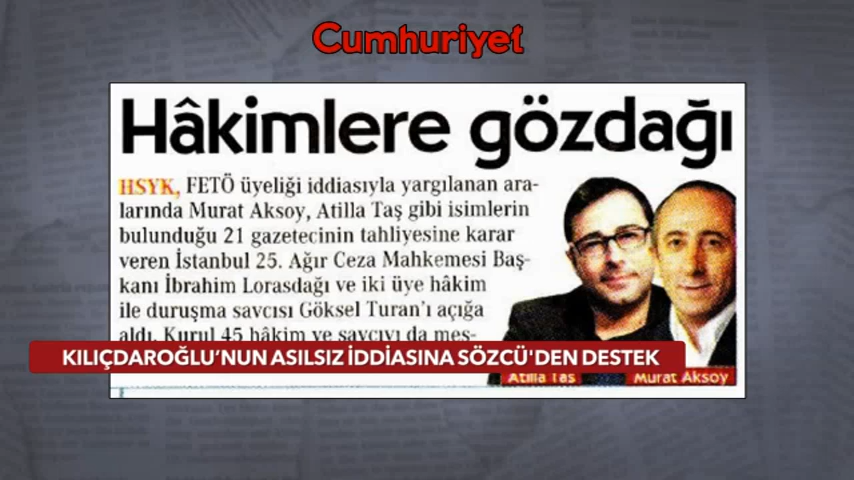 Cumhuriyet
Hâkimlere gözdağı
HSYK, FETÖ üyeliği iddiasıyla yargılanan ara-
larında Murat Aksoy, Atilla Taş gibi isimlerin
bulunduğu 21 gazetecinin tahliyesine karar
veren İstanbul 25. Ağır Ceza Mahkemesi Baş-
kanı İbrahim Lorasdağı ve iki üye hâkim
ile duruşma savcısı Göksel Turan’ı açığa
aldı. Kurul 45 hâkim ve savcıyı da mes-
KILIÇDAROĞLU’NUN ASILSIZ İDDİASINA SÖZCÜ'DEN DESTEK
Atilla Taş
Murat Aksoy